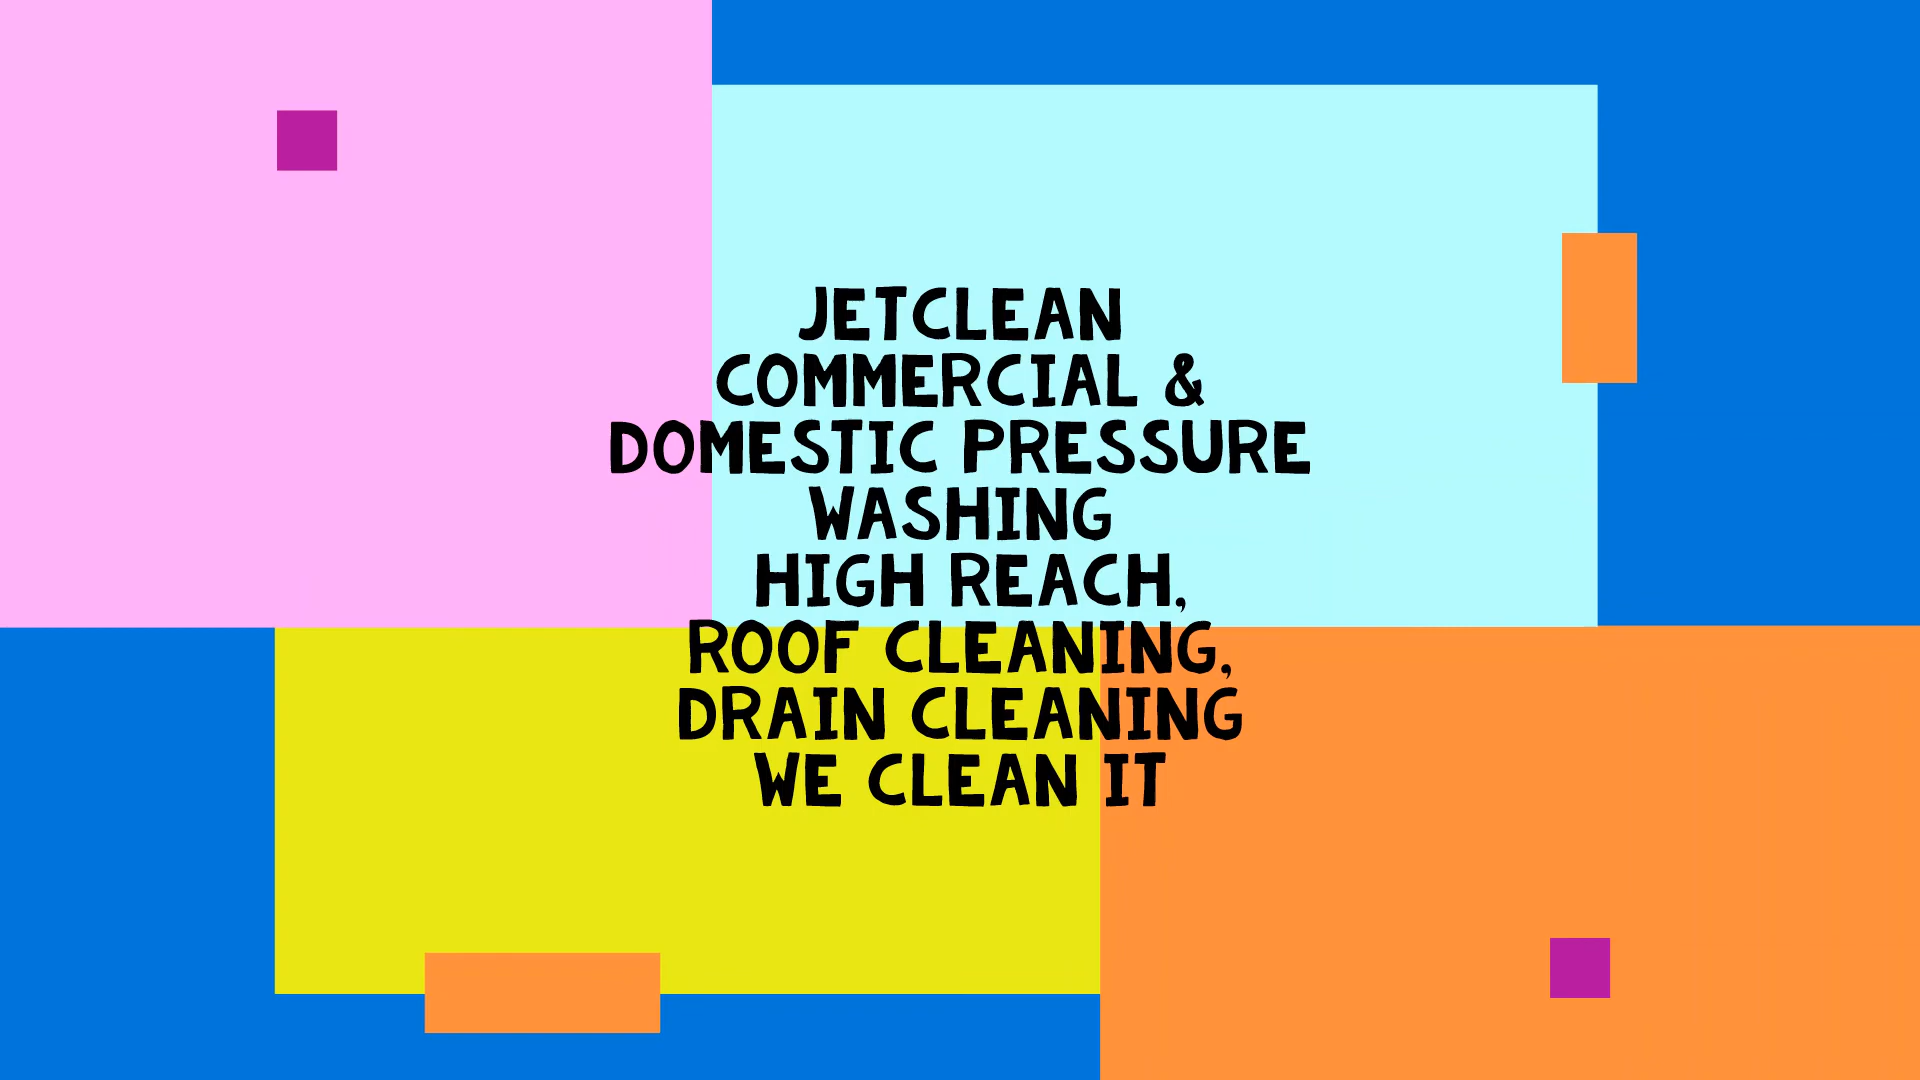 JETCLEAN
COMMERCIAL &
DOMESTIC PRESSURE
WASHING
HIGH REACH,
ROOF CLEANING,
DRAIN CLEANING
WE CLEAN IT